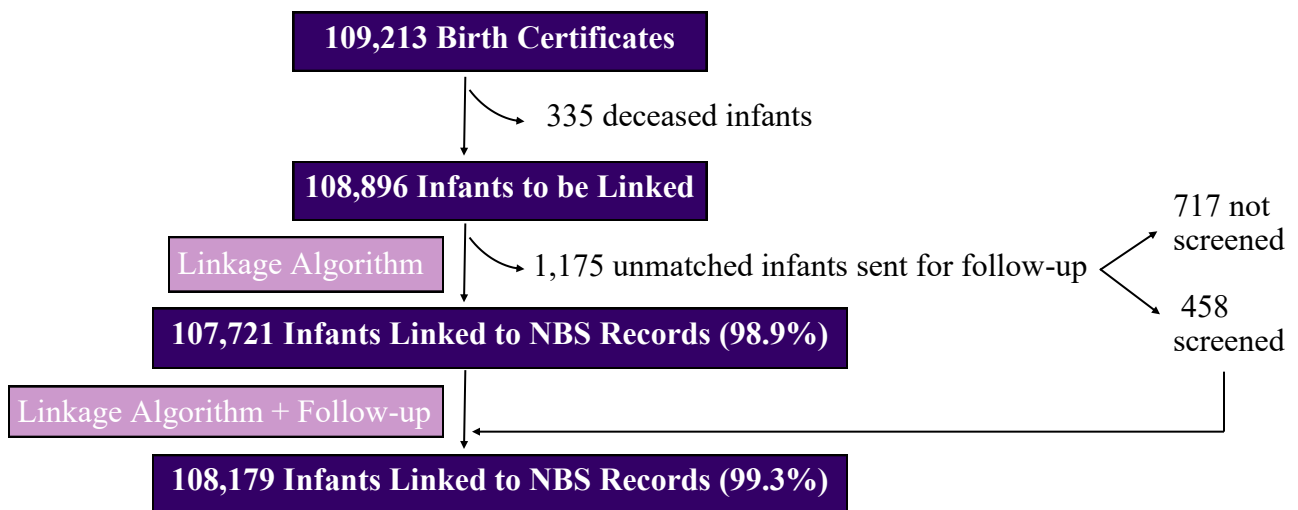 109,213 Birth Certificates
335 deceased infants
108,896 Infants to be Linked
717 not
screened
Linkage Algorithm
1,175 unmatched infants sent for follow-up
458
screened
107,721 Infants Linked to NBS Records (98.9%)
Linkage Algorithm + Follow-up
108,179 Infants Linked to NBS Records (99.3%)